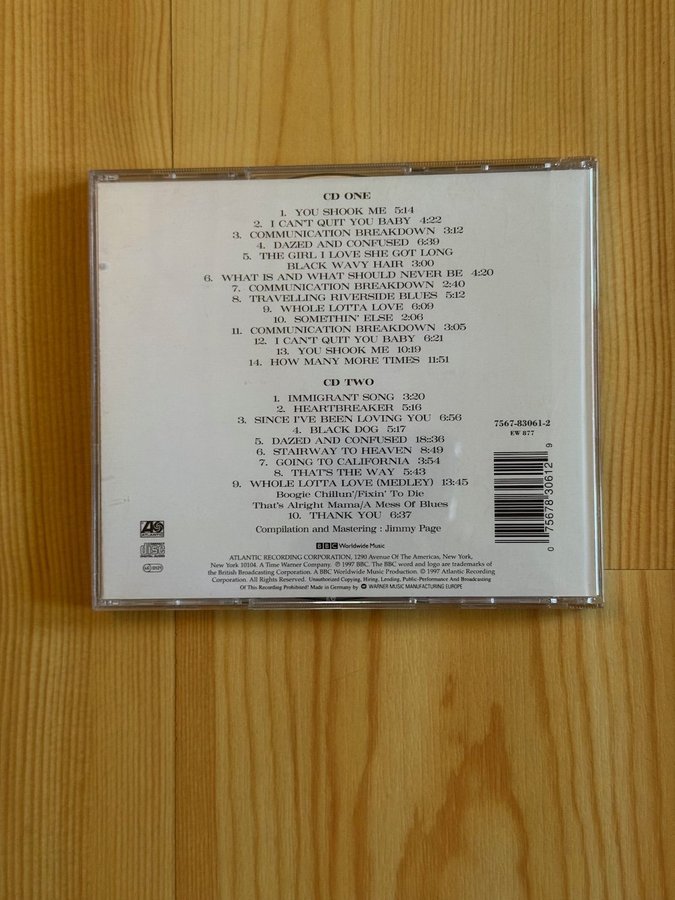 CD ONE
1. YOU SHOOK ME 5:14
2. I CAN'T QUIT YOU BABY 4:22
3. COMMUNICATION BREAKDOWN 3:12
4. DAZED AND CONFUSED 6:39
5. THE GIRL I LOVE SHE GOT LONG
BLACK WAVY HAIR 3:00
6. WHAT IS AND WHAT SHOULD NEVER BE 4:20
7. COMMUNICATION BREAKDOWN 2:40
8. TRAVELLING RIVERSIDE BLUES 5:12
9. WHOLE LOTTA LOVE 6:09
10. SOMETHIN' ELSE 2:06
11. COMMUNICATION BREAKDOWN 3:05
12. I CAN'T QUIT YOU BABY 6:21
13. YOU SHOOK ME 10:19
14. HOW MANY MORE TIMES 11:51
CD TWO
1. IMMIGRANT SONG 3:20
2. HEARTBREAKER 5:16
3. SINCE I'VE BEEN LOVING YOU 6:56
4. BLACK DOG 5:17
5. DAZED AND CONFUSED 18:36
6. STAIRWAY TO HEAVEN 8:49
7. GOING TO CALIFORNIA 3:54
8. THAT'S THE WAY 5:43
9. WHOLE LOTTA LOVE (MEDLEY) 13:45
Boogie Chillun'/Fixin' To Die
That's Alright Mama/A Mess Of Blues
10. THANK YOU 6:37
Compilation and Mastering : Jimmy Page
7567-83061-2
EW 877
0 75678 30612 9
ATLANTIC
COMPACT disc
BBC Worldwide Music
ATLANTIC RECORDING CORPORATION, 1290 Avenue Of The Americas, New York,
New York 10104. A Time Warner Company. ℗ 1997 BBC. The BBC word and logo are trademarks of
the British Broadcasting Corporation. A BBC Worldwide Music Production. © 1997 Atlantic Recording
Corporation. All Rights Reserved. Unauthorized Copying, Hiring, Lending, Public-Performance And Broadcasting
Of This Recording Prohibited! Made in Germany by WARNER MUSIC MANUFACTURING EUROPE